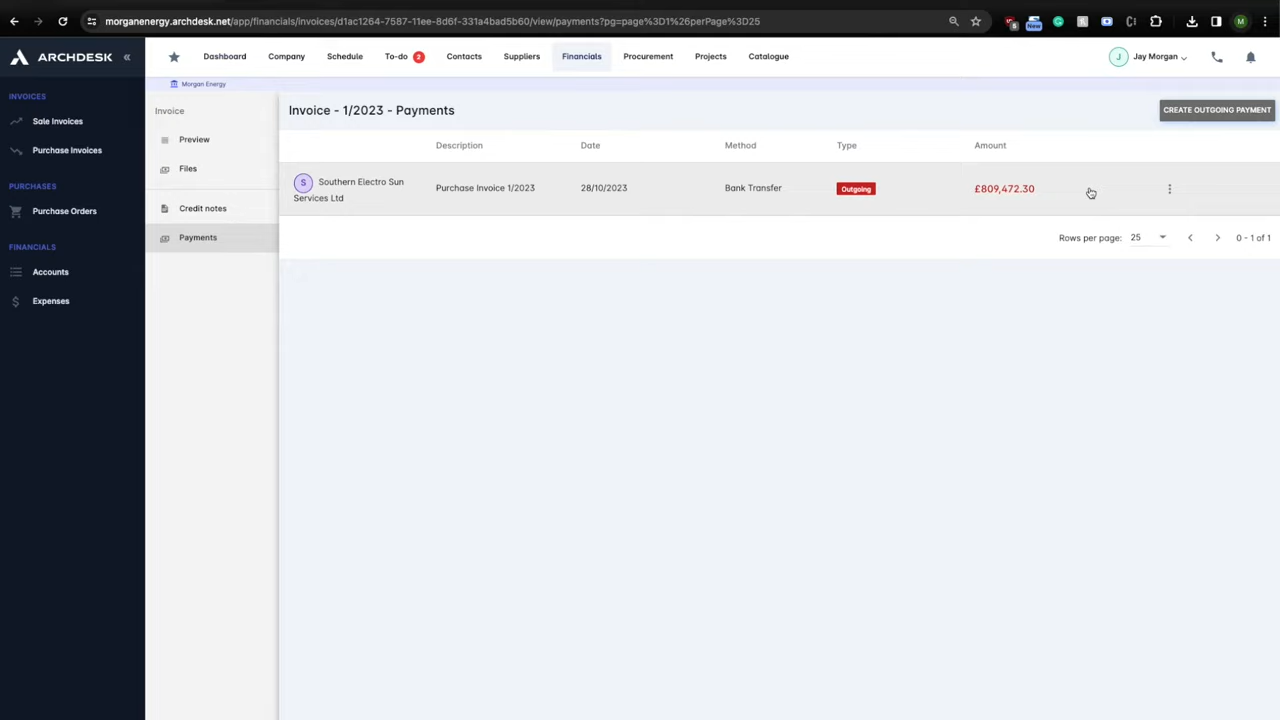 morganenergy.archdesk.net/app/financials/invoices/d1ac1264-7587-11ee-8d6f-331a4bad5b60/view/payments?pg=page%3D1%26perPage%3D25
New
M
ARCHDESK «
Dashboard Company Schedule To-do 2 Contacts Suppliers Financials Procurement Projects Catalogue
J Jay Morgan
Morgan Energy
INVOICES
Sale Invoices
Purchase Invoices
PURCHASES
Purchase Orders
FINANCIALS
Accounts
Expenses
Invoice
Preview
Files
Credit notes
Payments
Invoice - 1/2023 - Payments
CREATE OUTGOING PAYMENT
Description Date Method Type Amount
S Southern Electro Sun
Services Ltd
Purchase Invoice 1/2023 28/10/2023 Bank Transfer Outgoing £809,472.30
Rows per page: 25 0 - 1 of 1